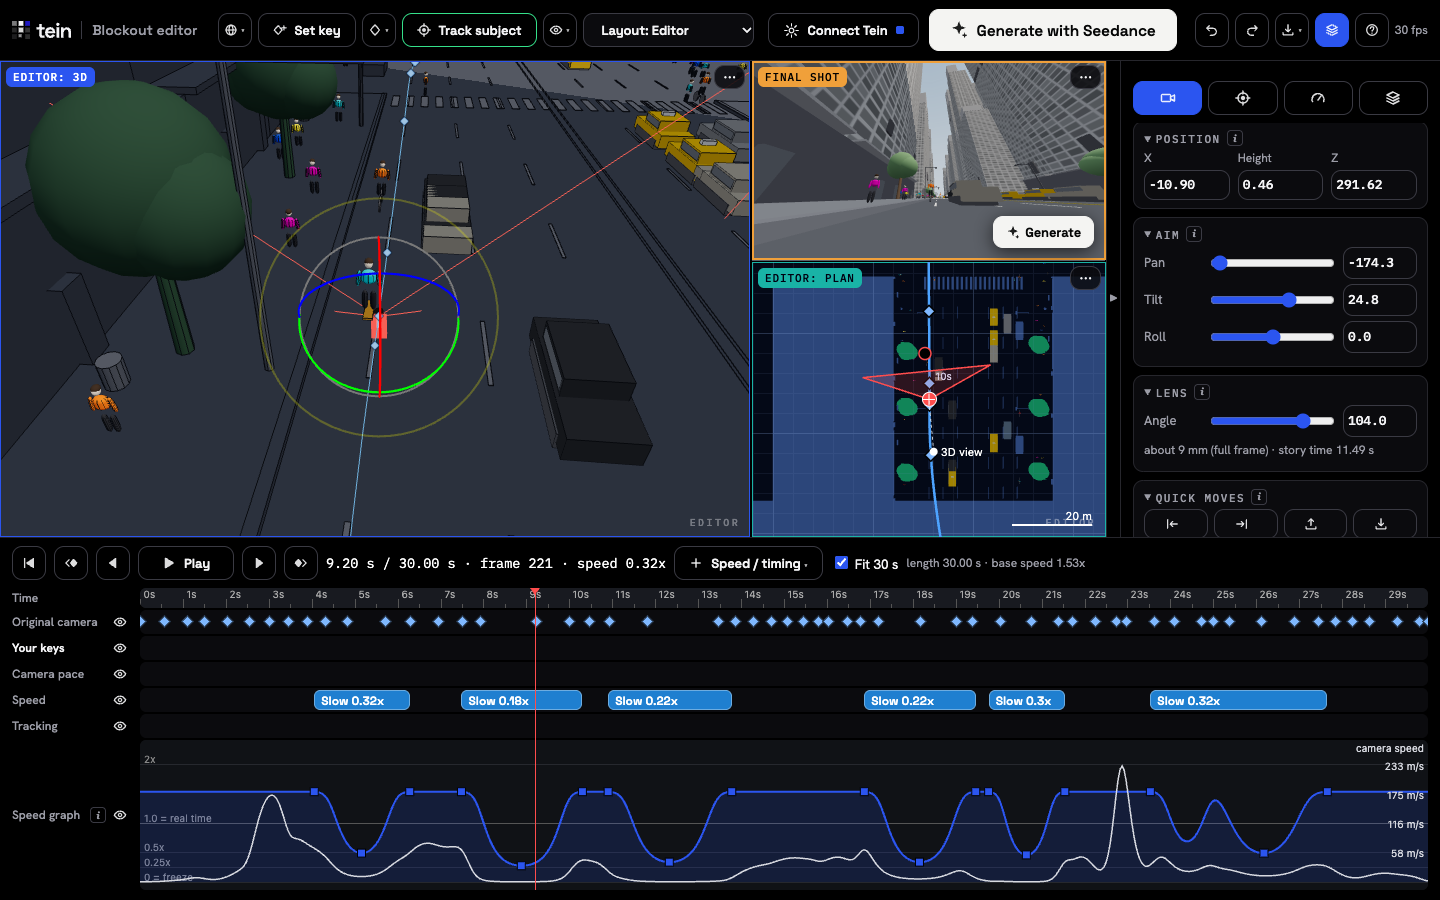 tein Blockout editor Set key Track subject Layout: Editor Connect Tein Generate with Seedance 30 fps
EDITOR: 3D
EDITOR
FINAL SHOT
Generate
EDITOR: PLAN
10s
3D view
20 m
POSITION i
X Height Z
-10.90 0.46 291.62
AIM i
Pan -174.3
Tilt 24.8
Roll 0.0
LENS i
Angle 104.0
about 9 mm (full frame) · story time 11.49 s
QUICK MOVES i
Play 9.20 s / 30.00 s · frame 221 · speed 0.32x + Speed / timing Fit 30 s length 30.00 s · base speed 1.53x
Time 0s 1s 2s 3s 4s 5s 6s 7s 8s 9s 10s 11s 12s 13s 14s 15s 16s 17s 18s 19s 20s 21s 22s 23s 24s 25s 26s 27s 28s 29s
Original camera
Your keys
Camera pace
Speed Slow 0.32x Slow 0.18x Slow 0.22x Slow 0.22x Slow 0.3x Slow 0.32x
Tracking
camera speed
2x 233 m/s
175 m/s
Speed graph i 1.0 = real time 116 m/s
0.5x 58 m/s
0.25x
0 = freeze